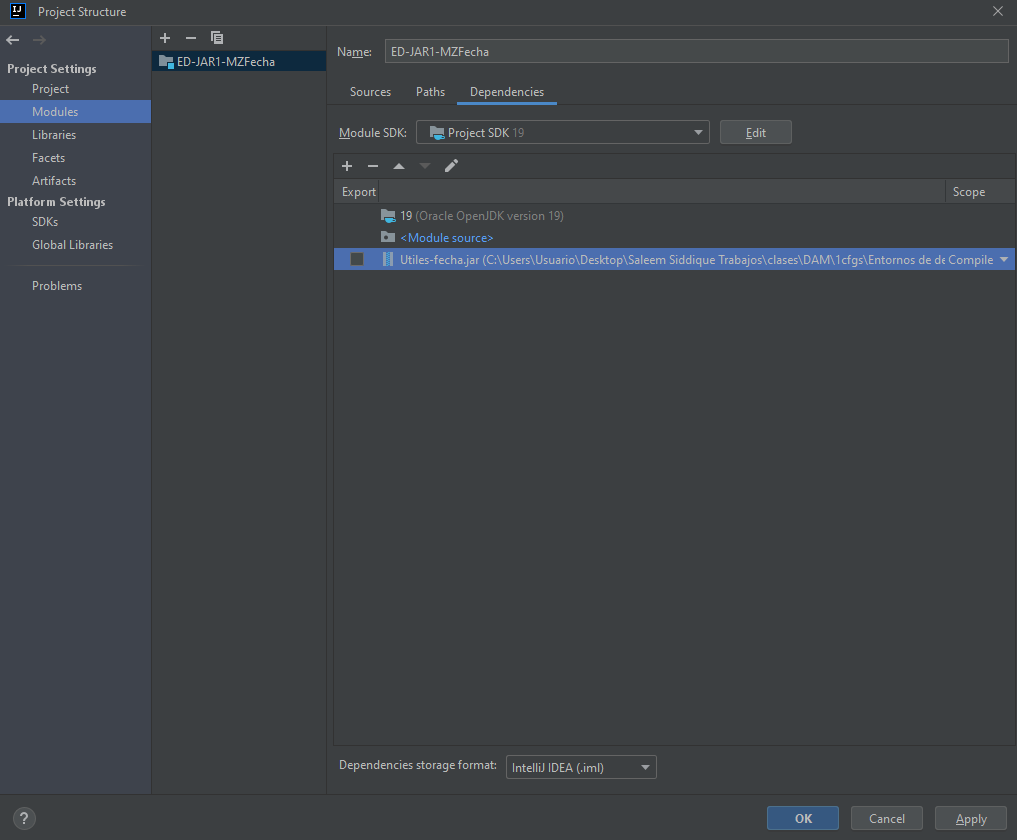 IJ Project Structure
Project Settings
Project
Modules
Libraries
Facets
Artifacts
Platform Settings
SDKs
Global Libraries
Problems
ED-JAR1-MZFecha
Name: ED-JAR1-MZFecha
Sources Paths Dependencies
Module SDK: Project SDK 19 Edit
Export Scope
19 (Oracle OpenJDK version 19)
<Module source>
Utiles-fecha.jar (C:\Users\Usuario\Desktop\Saleem Siddique Trabajos\clases\DAM\1cfgs\Entornos de de Compile
Dependencies storage format: IntelliJ IDEA (.iml)
? OK Cancel Apply